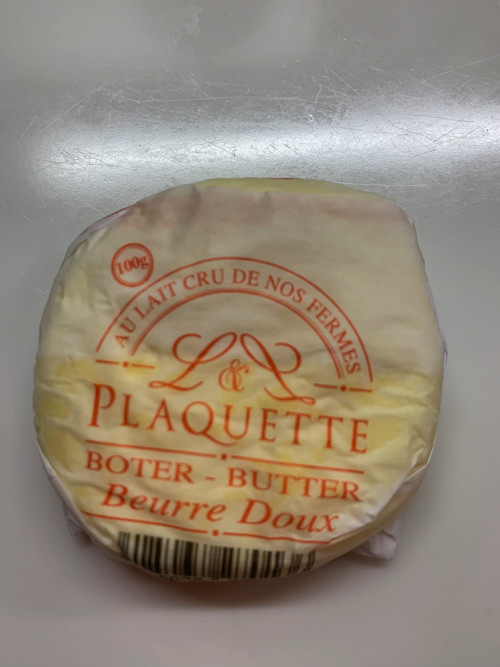 100g
AU LAIT CRU DE NOS FERMES
L & L
PLAQUETTE
BOTER - BUTTER
Beurre Doux